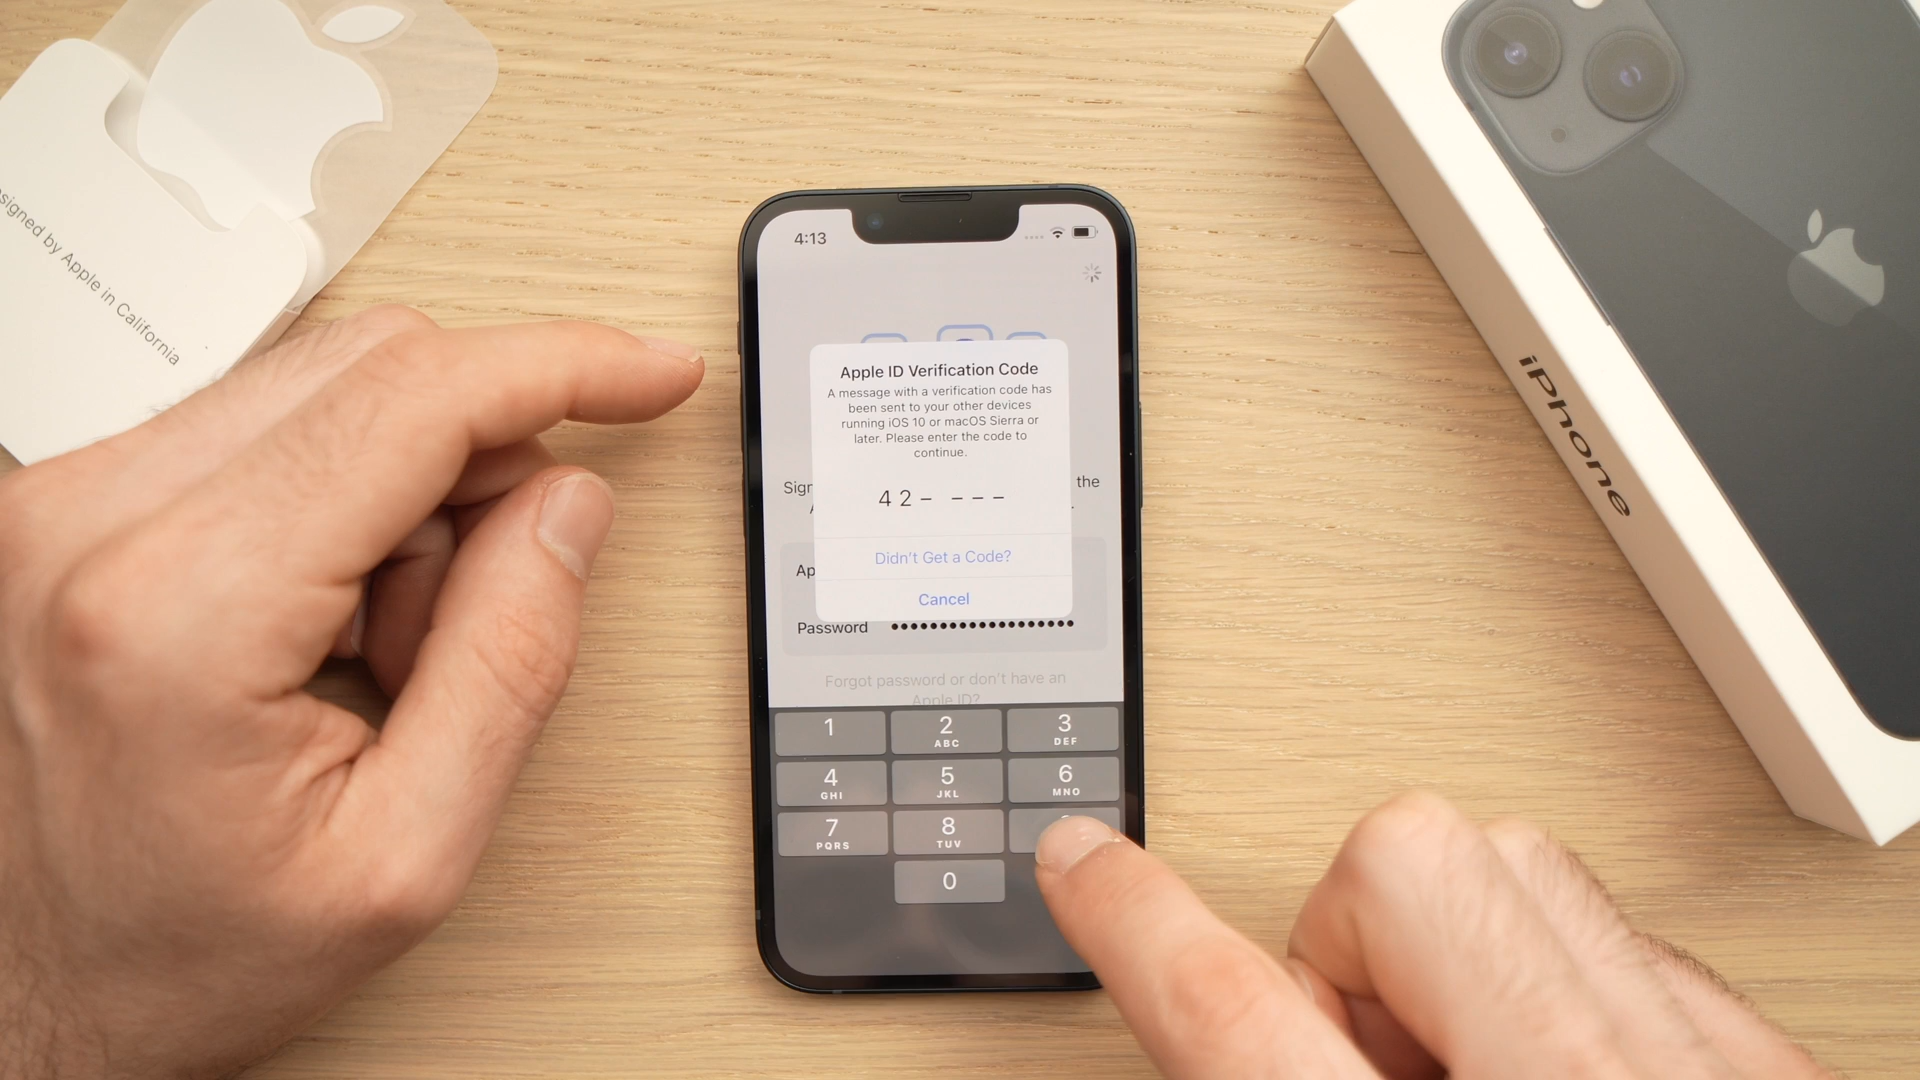 signed by Apple in California
iPhone
4:13
Apple ID Verification Code
A message with a verification code has
been sent to your other devices
running iOS 10 or macOS Sierra or
later. Please enter the code to
continue.
42– –––
Didn't Get a Code?
Cancel
Sign
the
Ap
Password ●●●●●●●●●●●●●●●●●●●
Forgot password or don't have an
Apple ID?
1 2 3
ABC DEF
4 5 6
GHI JKL MNO
7 8
PQRS TUV
0